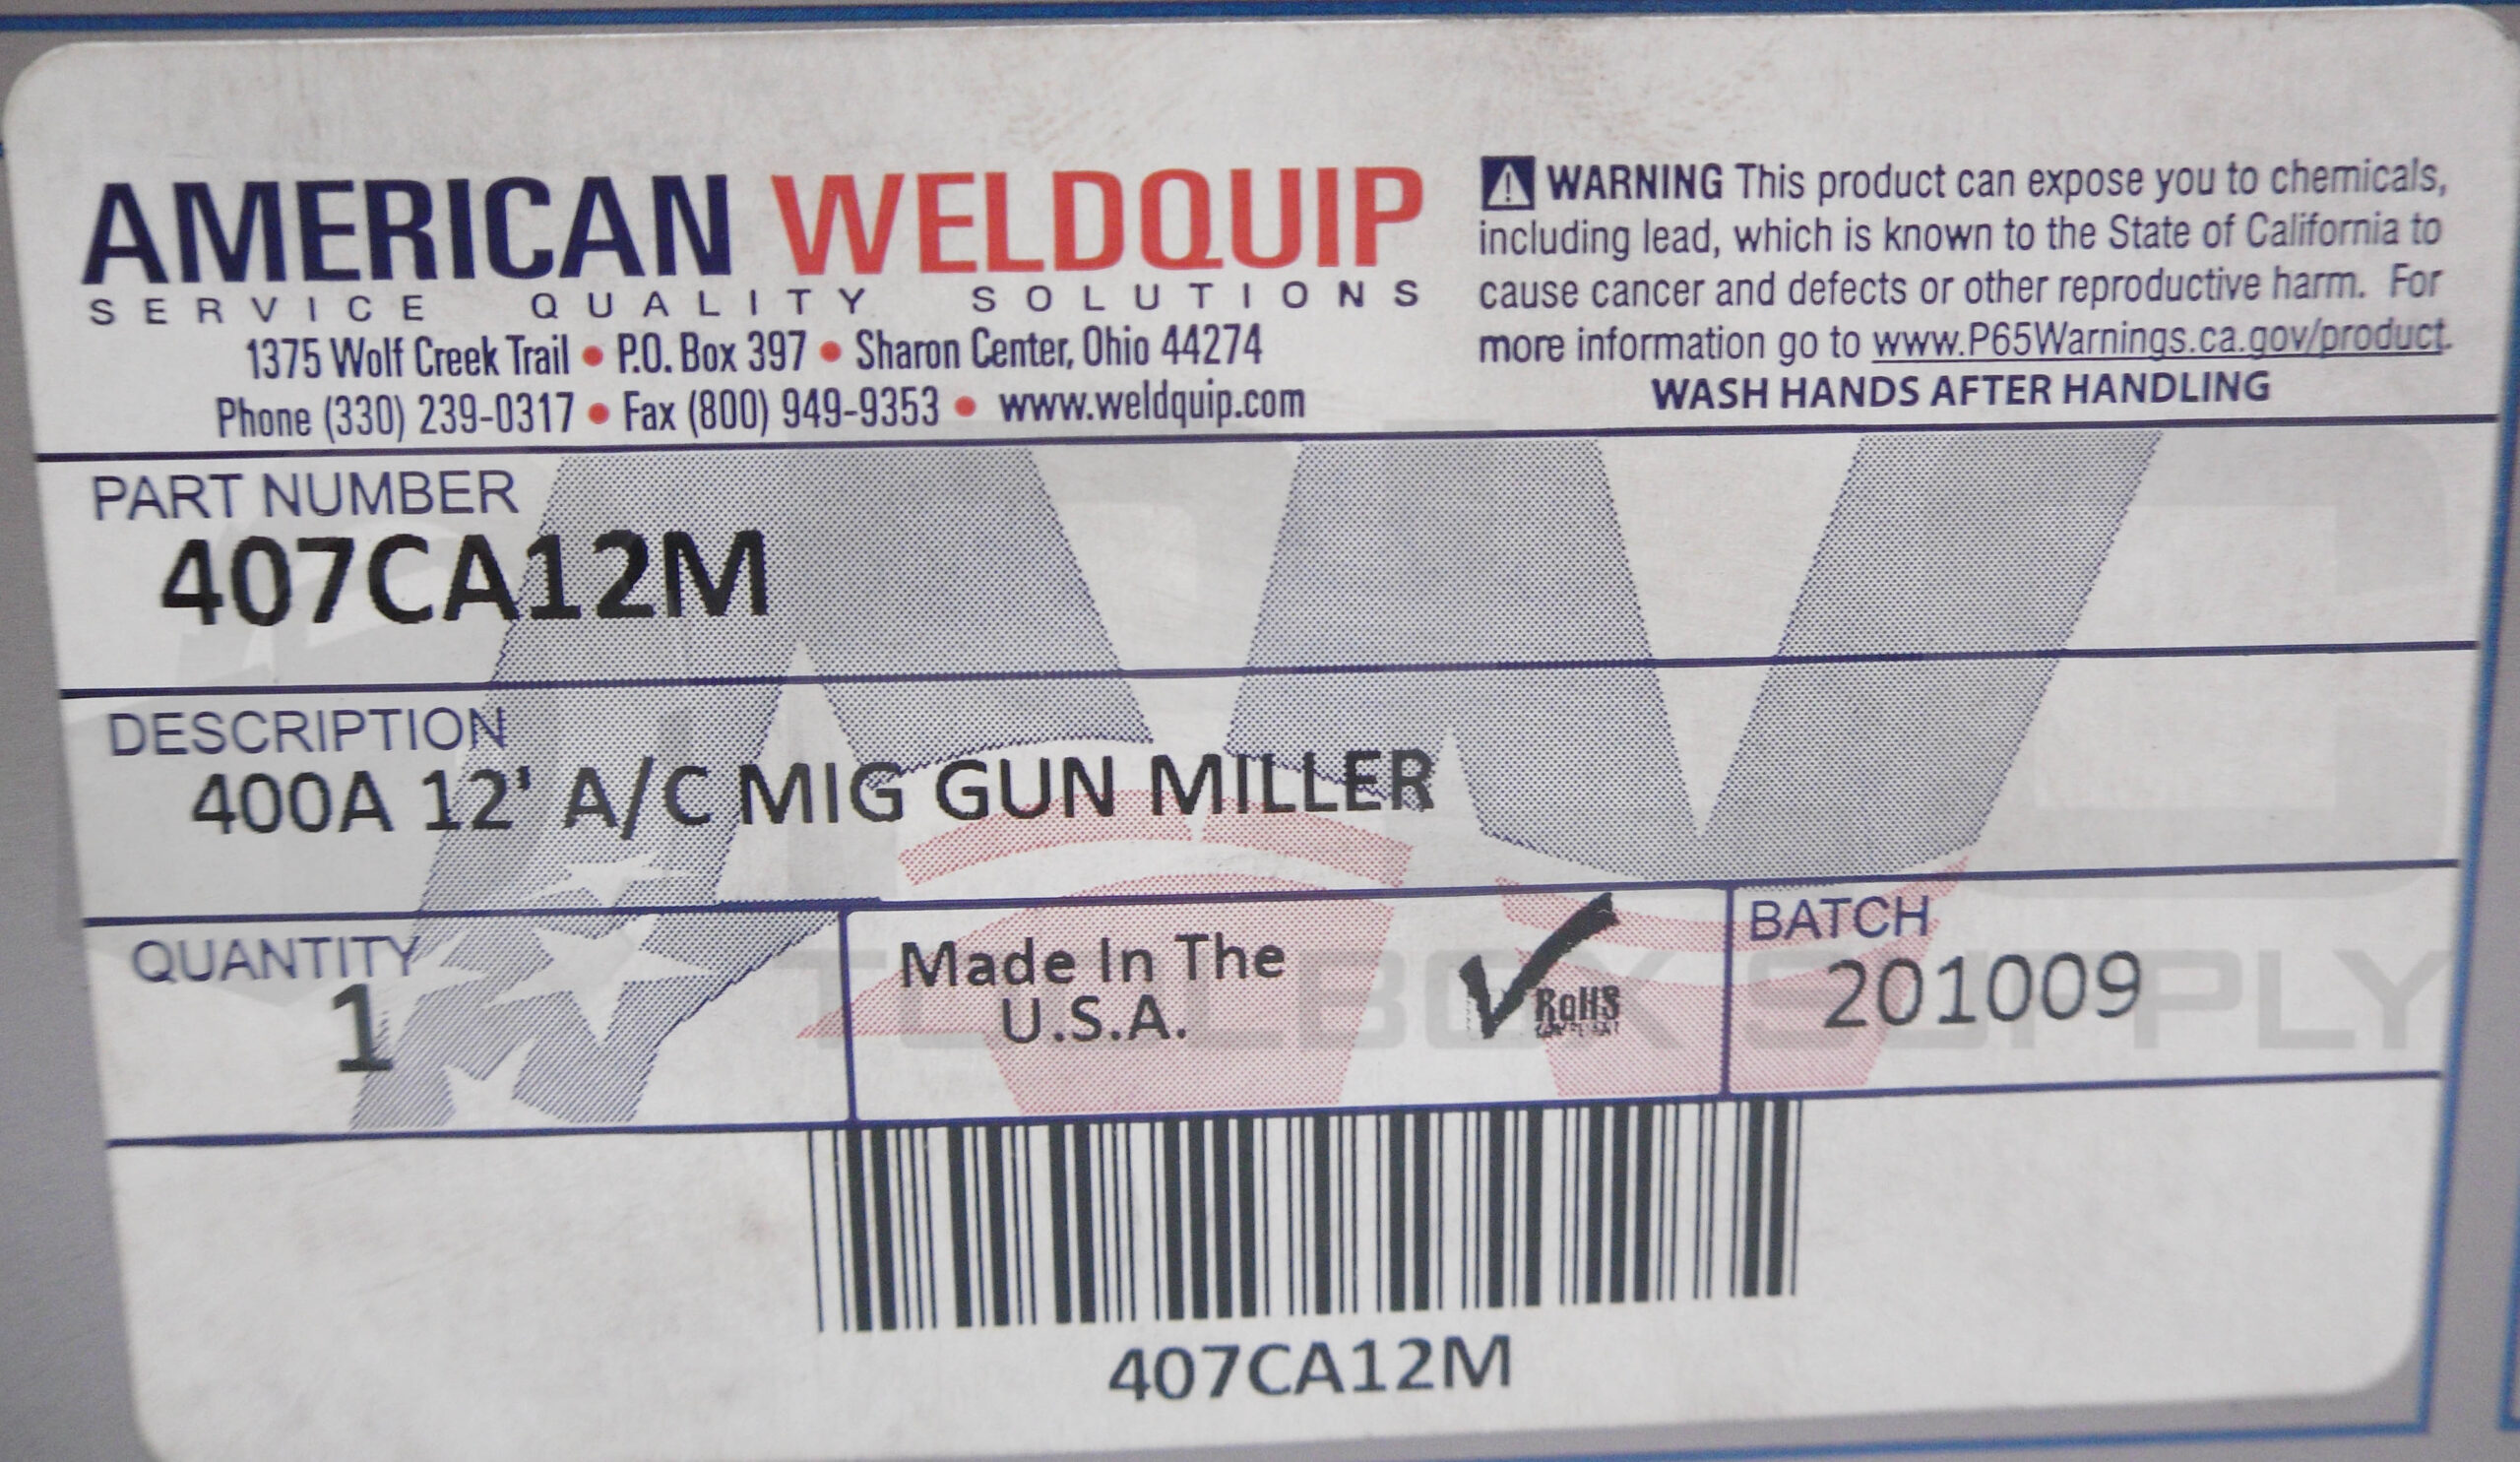 AMERICAN WELDQUIP
SERVICE QUALITY SOLUTIONS
1375 Wolf Creek Trail • P.O. Box 397 • Sharon Center, Ohio 44274
Phone (330) 239-0317 • Fax (800) 949-9353 • www.weldquip.com
WARNING This product can expose you to chemicals,
including lead, which is known to the State of California to
cause cancer and defects or other reproductive harm. For
more information go to www.P65Warnings.ca.gov/product.
WASH HANDS AFTER HANDLING
PART NUMBER
407CA12M
DESCRIPTION
400A 12' A/C MIG GUN MILLER
QUANTITY
1
Made In The
U.S.A.
RoHS
COMPLIANT
BATCH
201009
TOOLBOX SUPPLY
407CA12M